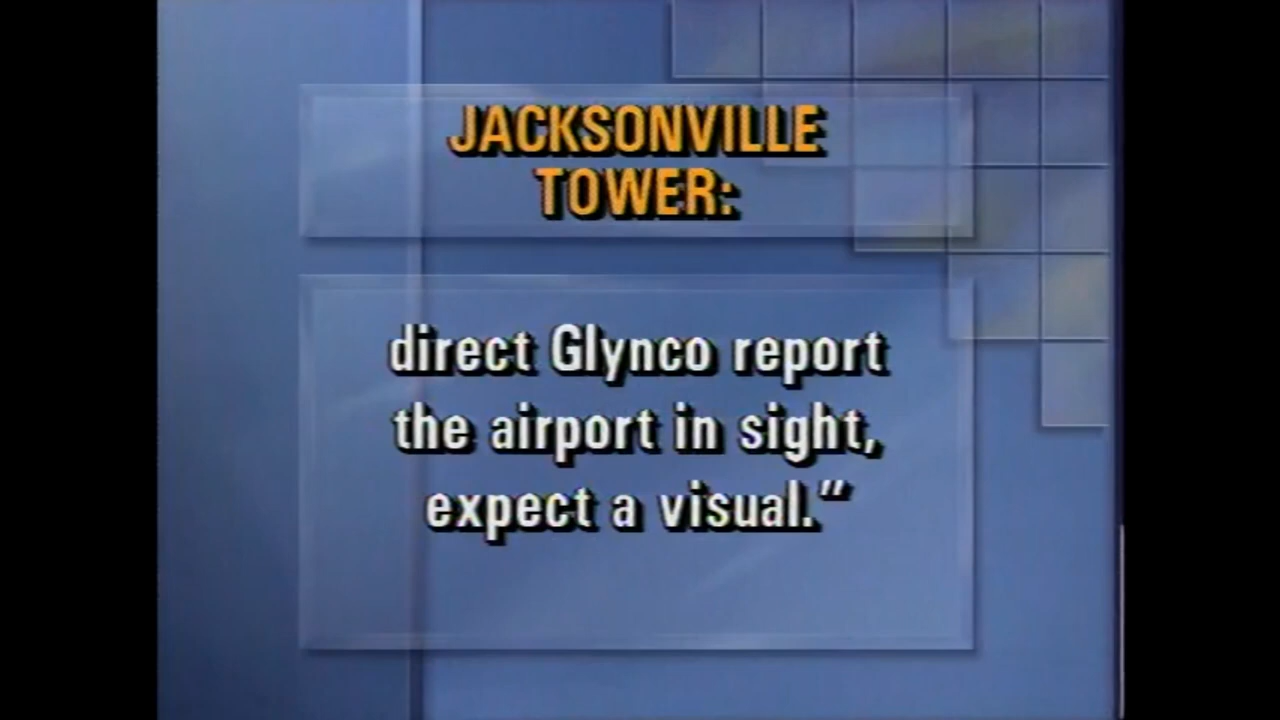 JACKSONVILLE
TOWER:
direct Glynco report
the airport in sight,
expect a visual."